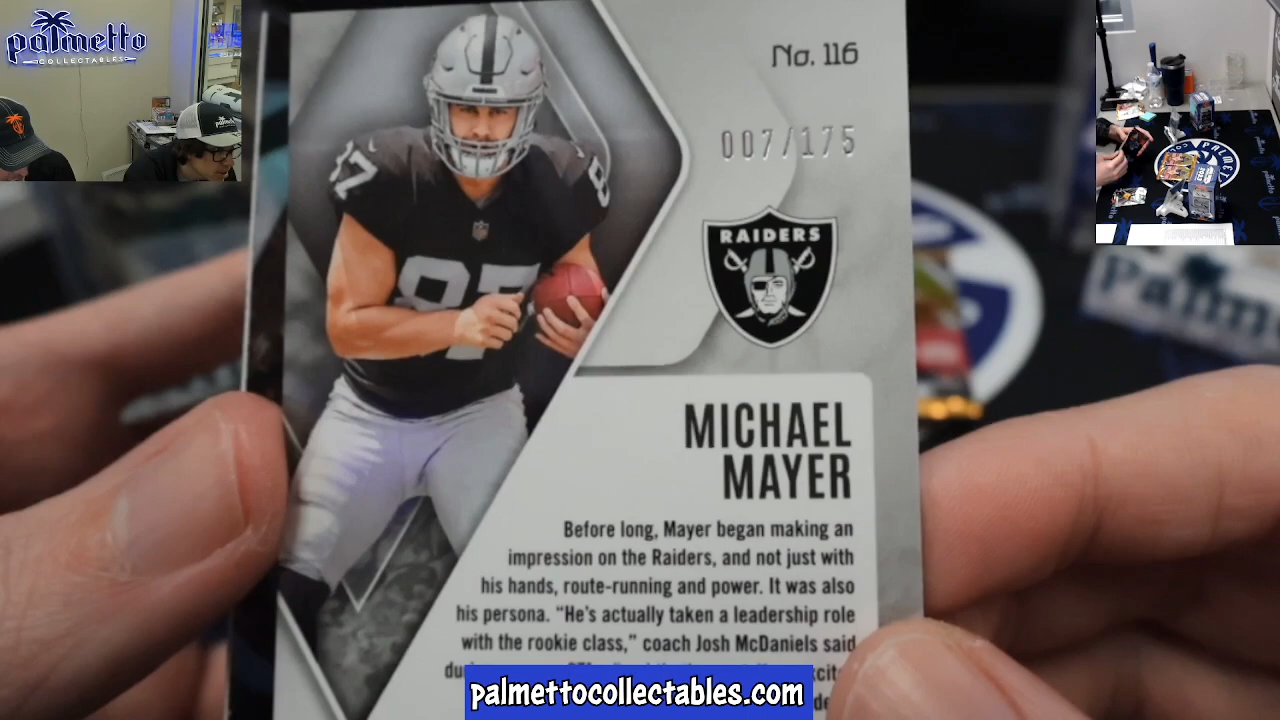 palmetto
COLLECTABLES
No. 116
007/175
RAIDERS
87
87
MICHAEL
MAYER
Before long, Mayer began making an
impression on the Raiders, and not just with
his hands, route-running and power. It was also
his persona. “He’s actually taken a leadership role
with the rookie class,” coach Josh McDaniels said
palmettocollectables.com